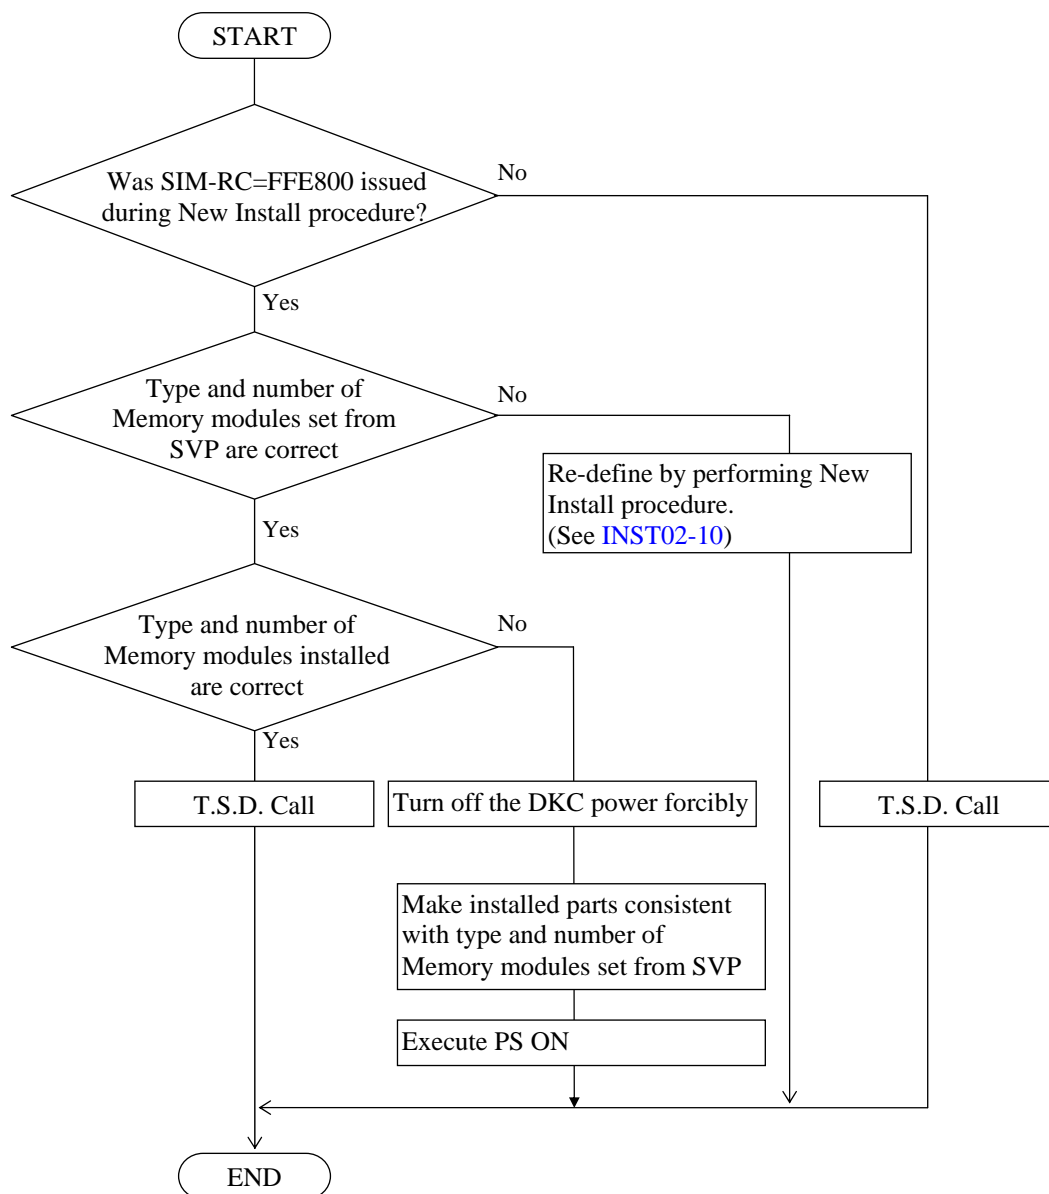 START
Was SIM-RC=FFE800 issued
during New Install procedure?
No
Yes
Type and number of
Memory modules set from
SVP are correct
No
Re-define by performing New
Install procedure.
(See INST02-10)
Yes
Type and number of
Memory modules installed
are correct
No
Yes
T.S.D. Call
Turn off the DKC power forcibly
T.S.D. Call
Make installed parts consistent
with type and number of
Memory modules set from SVP
Execute PS ON
END